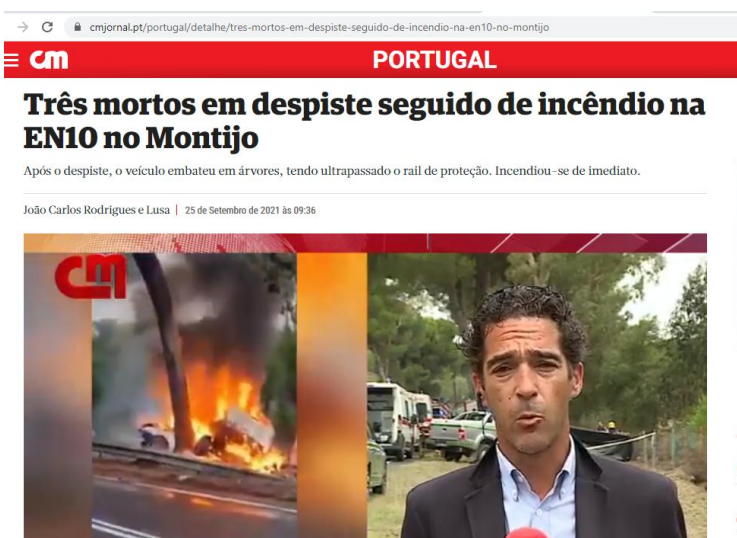 cmjornal.pt/portugal/detalhe/tres-mortos-em-despiste-seguido-de-incendio-na-en10-no-montijo
cm
PORTUGAL
Três mortos em despiste seguido de incêndio na
EN10 no Montijo
Após o despiste, o veículo embateu em árvores, tendo ultrapassado o rail de proteção. Incendiou-se de imediato.
João Carlos Rodrigues e Lusa | 25 de Setembro de 2021 às 09:36
cm